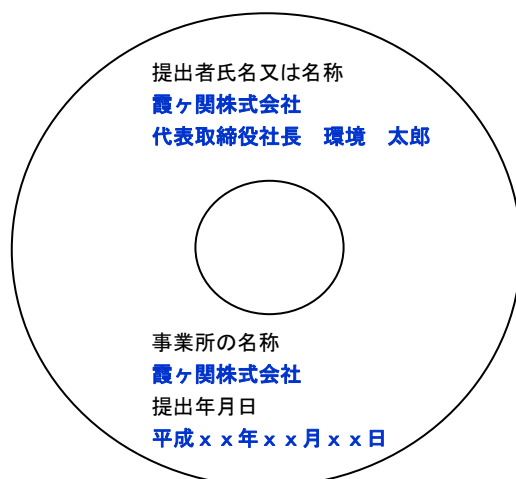 提出者氏名又は名称
霞ヶ関株式会社
代表取締役社長　環境　太郎
事業所の名称
霞ヶ関株式会社
提出年月日
平成ｘｘ年ｘｘ月ｘｘ日